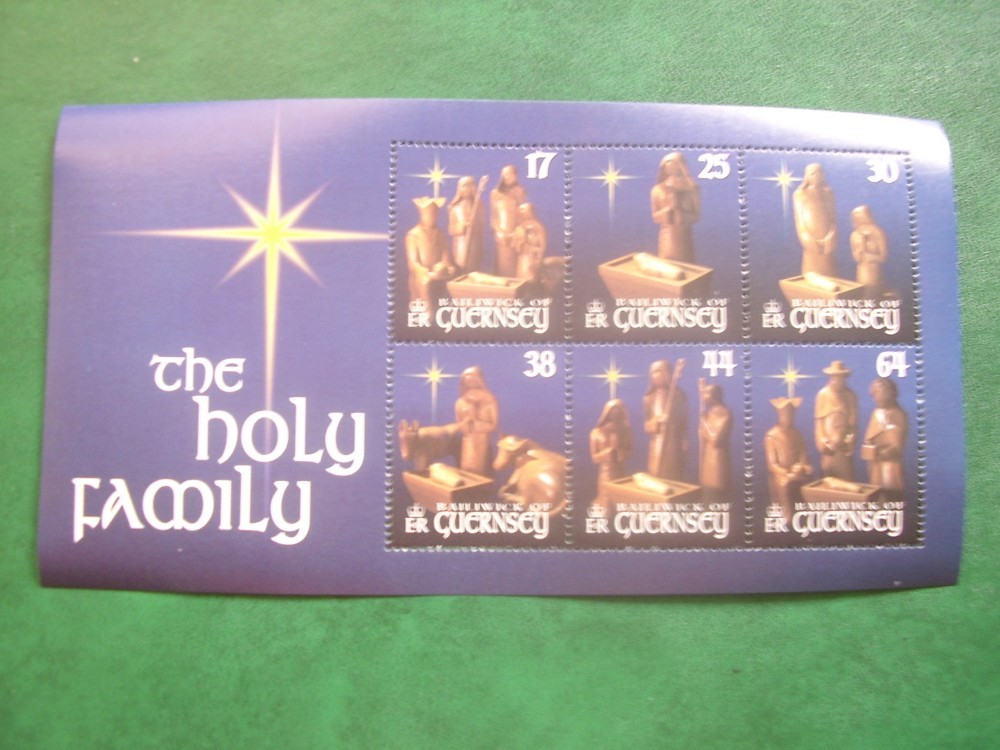 the
holy
family
17
BAILIWICK OF
ER GUERNSEY
25
BAILIWICK OF
ER GUERNSEY
30
BAILIWICK OF
ER GUERNSEY
38
BAILIWICK OF
ER GUERNSEY
44
BAILIWICK OF
ER GUERNSEY
64
BAILIWICK OF
ER GUERNSEY